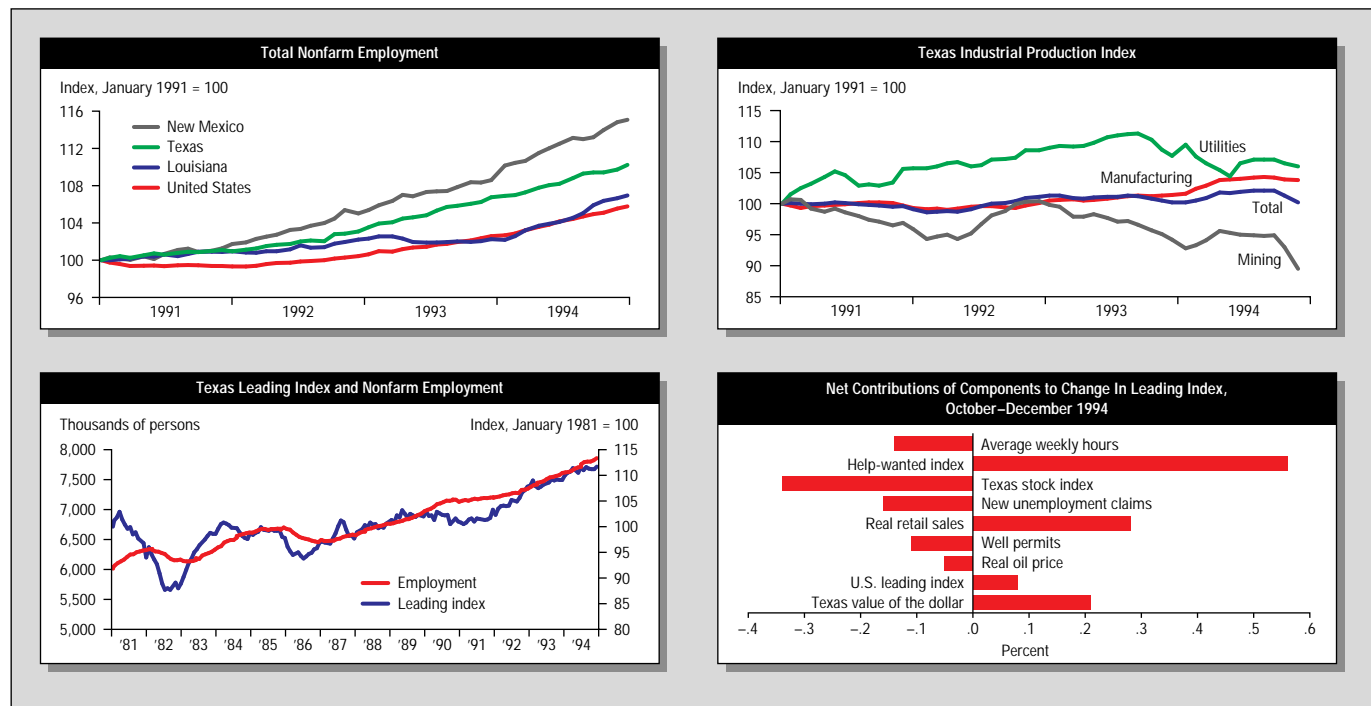 Total Nonfarm Employment
Index, January 1991 = 100
116
112
108
104
100
96
New Mexico
Texas
Louisiana
United States
1991 1992 1993 1994
Texas Industrial Production Index
Index, January 1991 = 100
115
110
105
100
95
90
85
Utilities
Manufacturing
Total
Mining
1991 1992 1993 1994
Texas Leading Index and Nonfarm Employment
Thousands of persons Index, January 1981 = 100
8,000 115
7,500 110
7,000 105
6,500 100
6,000 95
5,500 90
5,000 85
80
Employment
Leading index
’81 ’82 ’83 ’84 ’85 ’86 ’87 ’88 ’89 ’90 ’91 ’92 ’93 ’94
Net Contributions of Components to Change In Leading Index,
October–December 1994
Average weekly hours
Help-wanted index
Texas stock index
New unemployment claims
Real retail sales
Well permits
Real oil price
U.S. leading index
Texas value of the dollar
–.4 –.3 –.2 –.1 .0 .1 .2 .3 .4 .5 .6
Percent